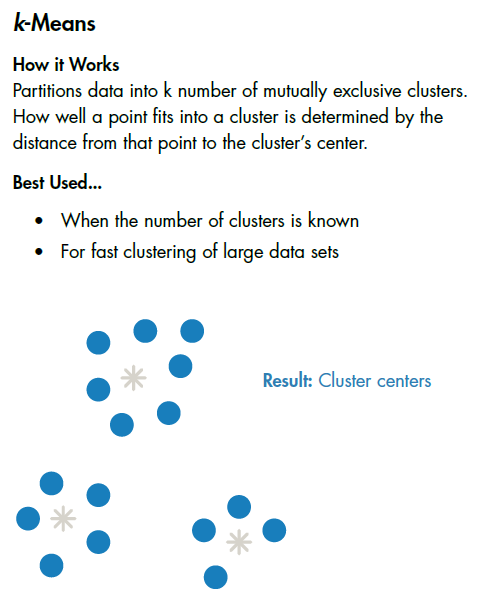 k-Means
How it Works
Partitions data into k number of mutually exclusive clusters.
How well a point fits into a cluster is determined by the
distance from that point to the cluster's center.
Best Used...
• When the number of clusters is known
• For fast clustering of large data sets
Result: Cluster centers